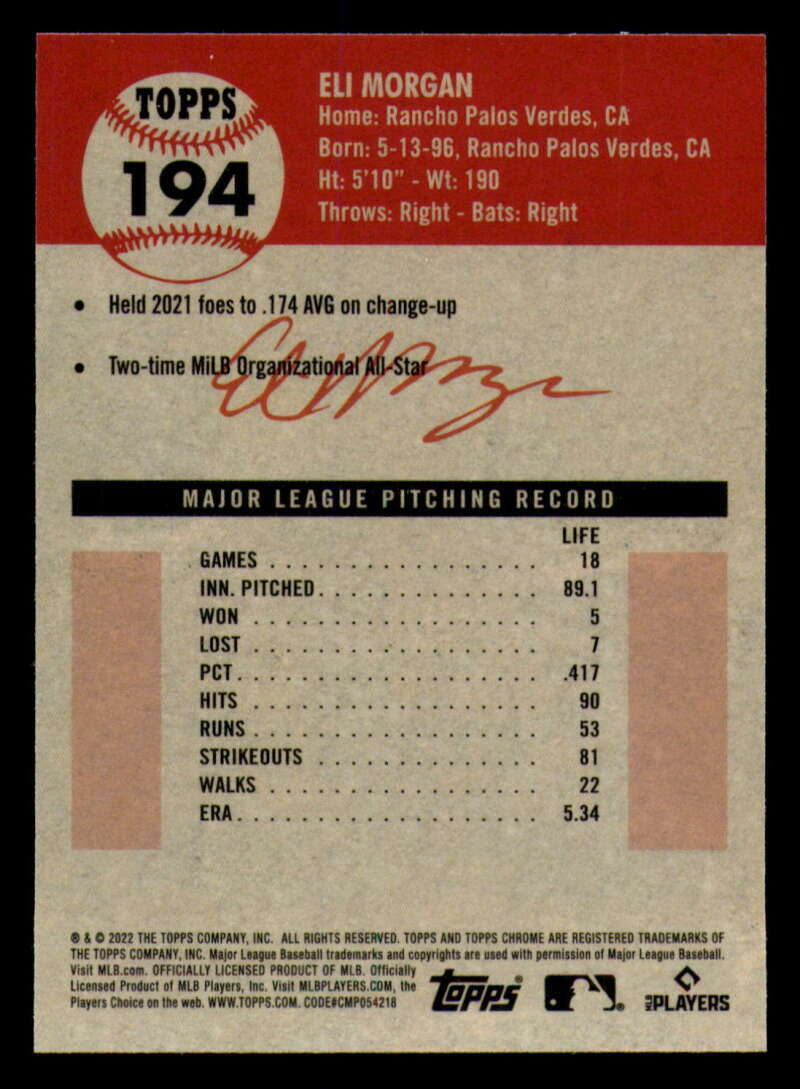 TOPPS
194
ELI MORGAN
Home: Rancho Palos Verdes, CA
Born: 5-13-96, Rancho Palos Verdes, CA
Ht: 5'10" - Wt: 190
Throws: Right - Bats: Right
• Held 2021 foes to .174 AVG on change-up
• Two-time MiLB Organizational All-Star
MAJOR LEAGUE PITCHING RECORD
LIFE
GAMES . . . . . . . . . . . . . . . . . 18
INN. PITCHED. . . . . . . . . . . . . . 89.1
WON . . . . . . . . . . . . . . . . . . 5
LOST . . . . . . . . . . . . . . . . . . 7
PCT. . . . . . . . . . . . . . . . . . . .417
HITS . . . . . . . . . . . . . . . . . . 90
RUNS . . . . . . . . . . . . . . . . . . 53
STRIKEOUTS . . . . . . . . . . . . . . 81
WALKS . . . . . . . . . . . . . . . . . 22
ERA. . . . . . . . . . . . . . . . . . . 5.34
® & © 2022 THE TOPPS COMPANY, INC. ALL RIGHTS RESERVED. TOPPS AND TOPPS CHROME ARE REGISTERED TRADEMARKS OF
THE TOPPS COMPANY, INC. Major League Baseball trademarks and copyrights are used with permission of Major League Baseball.
Visit MLB.com. OFFICIALLY LICENSED PRODUCT OF MLB. Officially
Licensed Product of MLB Players, Inc. Visit MLBPLAYERS.COM, the
Players Choice on the web. WWW.TOPPS.COM. CODE#CMP054218
Topps®
MLB PLAYERS